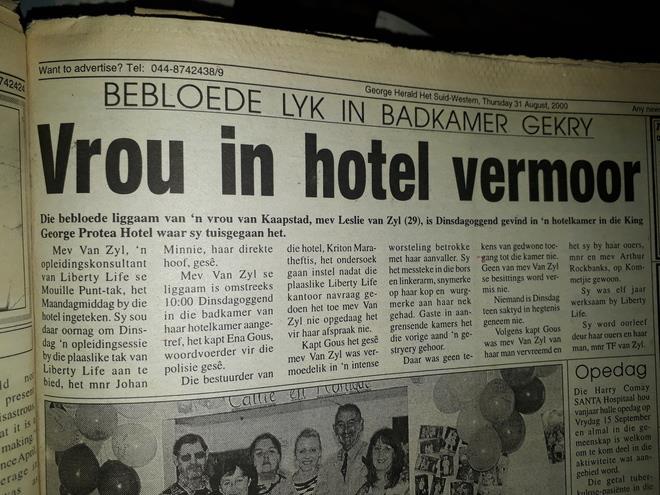 742424
Want to advertise? Tel: 044-8742438/9
George Herald Het Suid-Western, Thursday 31 August, 2000
Any new
BEBLOEDE LYK IN BADKAMER GEKRY
Vrou in hotel vermoor
Die bebloede liggaam van 'n vrou van Kaapstad, mev Leslie van Zyl (29), is Dinsdagoggend gevind in 'n hotelkamer in die King
George Protea Hotel waar sy tuisgegaan het.
Mev Van Zyl, 'n
opleidingskonsultant
van Liberty Life se
Mouille Punt-tak, het
Maandagmiddag by die
hotel ingeteken. Sy sou
daar oornag om Dins-
dag 'n opleidingsessie
by die plaaslike tak van
Liberty Life aan te
bied, het mnr Johan
Minnie, haar direkte
hoof, gesê.
Mev Van Zyl se
liggaam is omstreeks
10:00 Dinsdagoggend
in die badkamer van
haar hotelkamer aange-
tref, het kapt Ena Gous,
woordvoerder vir die
polisie gesê.
Die bestuurder van
die hotel, Kriton Mara-
theftis, het ondersoek
gaan instel nadat die
plaaslike Liberty Life
kantoor navraag ge-
doen het toe mev Van
Zyl nie opgedaag het
vir haar afspraak nie.
Kapt Gous het gesê
mev Van Zyl was ver-
moedelik in 'n intense
worsteling betrokke
met haar aanvaller. Sy
het messteke in die bors
en linkerarm, snymerke
op haar kop en wurg-
merke aan haar nek
gehad. Gaste in aan-
grensende kamers het
die vorige aand 'n ge-
stryery gehoor.
Daar was geen te-
kens van gedwonge toe-
gang tot die kamer nie.
Geen van mev Van Zyl
se besittings word ver-
mis nie.
Niemand is Dinsdag
teen saktyd in hegtenis
geneem nie.
Volgens kapt Gous
was mev Van Zyl van
haar man vervreemd en
het sy by haar ouers,
mnr en mev Arthur
Rockbanks, op Kom-
metjie gewoon.
Sy was elf jaar
werksaam by Liberty
Life.
Sy word oorleef
deur haar ouers en haar
man, mnr TF van Zyl.
Opedag
Die Harry Comay
SANTA Hospitaal hou
vanjaar hulle opedag op
Vrydag 15 September
en almal in die ge-
meenskap is welkom
om te kom deel in die
aktiwiteite wat aan-
gebied word.
Die getal tuber-
kulose-pasiënte in die
Callie en Monique